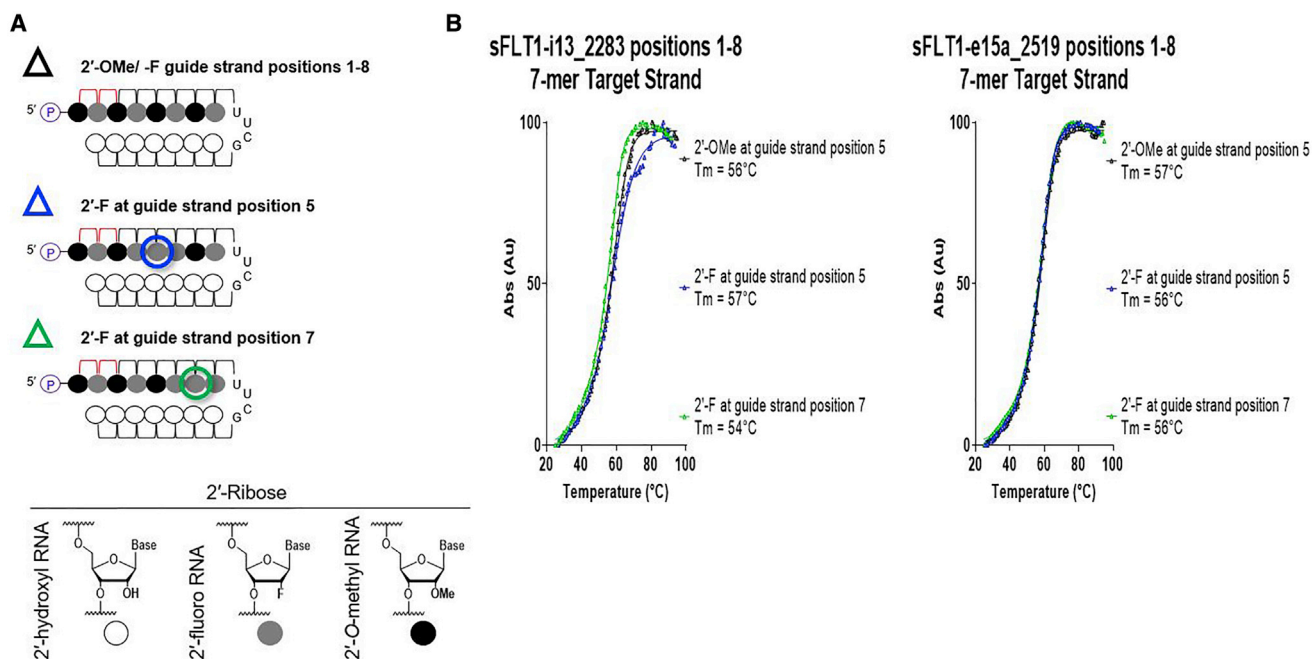 A
2′-OMe/ -F guide strand positions 1-8
5′ P U U C G
2′-F at guide strand position 5
5′ P U U C G
2′-F at guide strand position 7
5′ P U U C G
2′-Ribose
2′-hydroxyl RNA
O Base O O OH
2′-fluoro RNA
O Base O O F
2′-O-methyl RNA
O Base O O OMe
B
sFLT1-i13_2283 positions 1-8
7-mer Target Strand
Abs (Au)
100
50
0
20 40 60 80 100
Temperature (°C)
2′-OMe at guide strand position 5
Tm = 56°C
2′-F at guide strand position 5
Tm = 57°C
2′-F at guide strand position 7
Tm = 54°C
sFLT1-e15a_2519 positions 1-8
7-mer Target Strand
Abs (Au)
100
50
0
20 40 60 80 100
Temperature (°C)
2′-OMe at guide strand position 5
Tm = 57°C
2′-F at guide strand position 5
Tm = 56°C
2′-F at guide strand position 7
Tm = 56°C